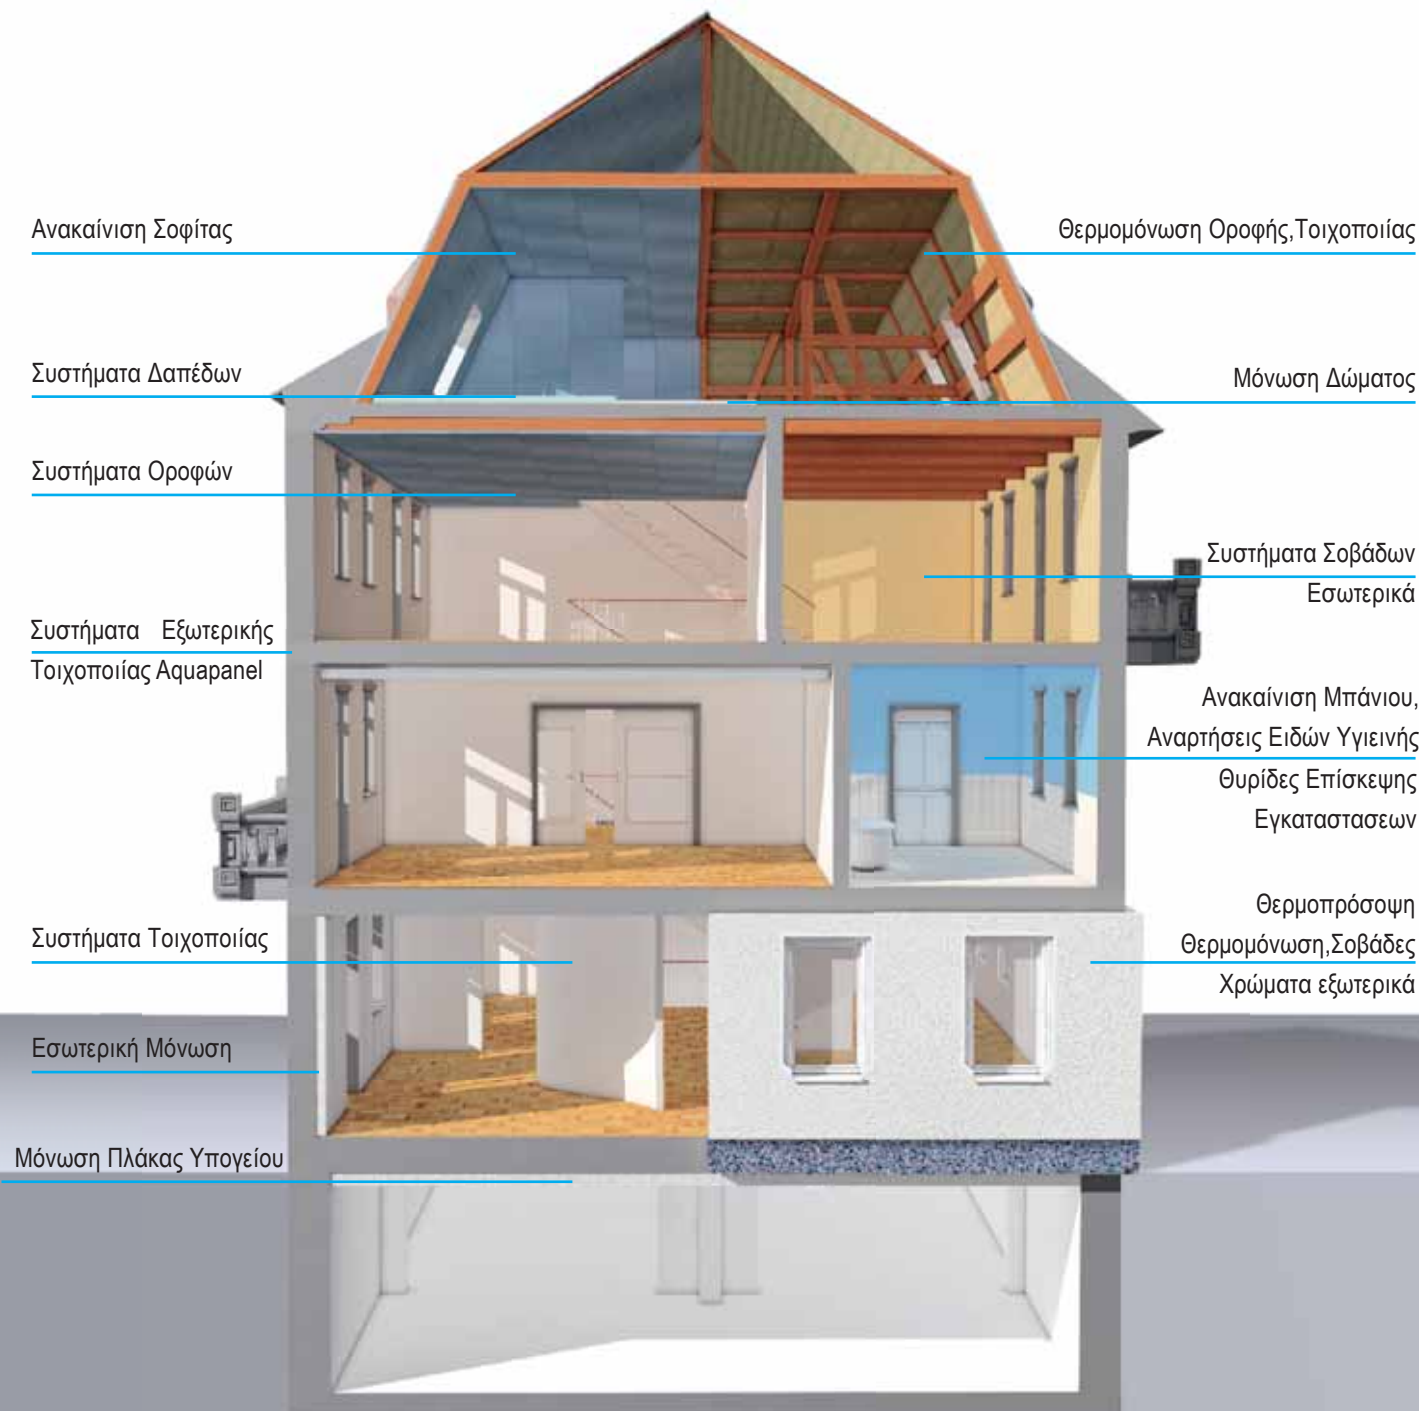 Ανακαίνιση Σοφίτας
Θερμομόνωση Οροφής,Τοιχοποιίας
Συστήματα Δαπέδων
Μόνωση Δώματος
Συστήματα Οροφών
Συστήματα Σοβάδων
Εσωτερικά
Συστήματα Εξωτερικής
Τοιχοποιίας Aquapanel
Ανακαίνιση Μπάνιου,
Αναρτήσεις Ειδών Υγιεινής
Θυρίδες Επίσκεψης
Εγκαταστασεων
Συστήματα Τοιχοποιίας
Θερμοπρόσοψη
Θερμομόνωση,Σοβάδες
Χρώματα εξωτερικά
Εσωτερική Μόνωση
Μόνωση Πλάκας Υπογείου